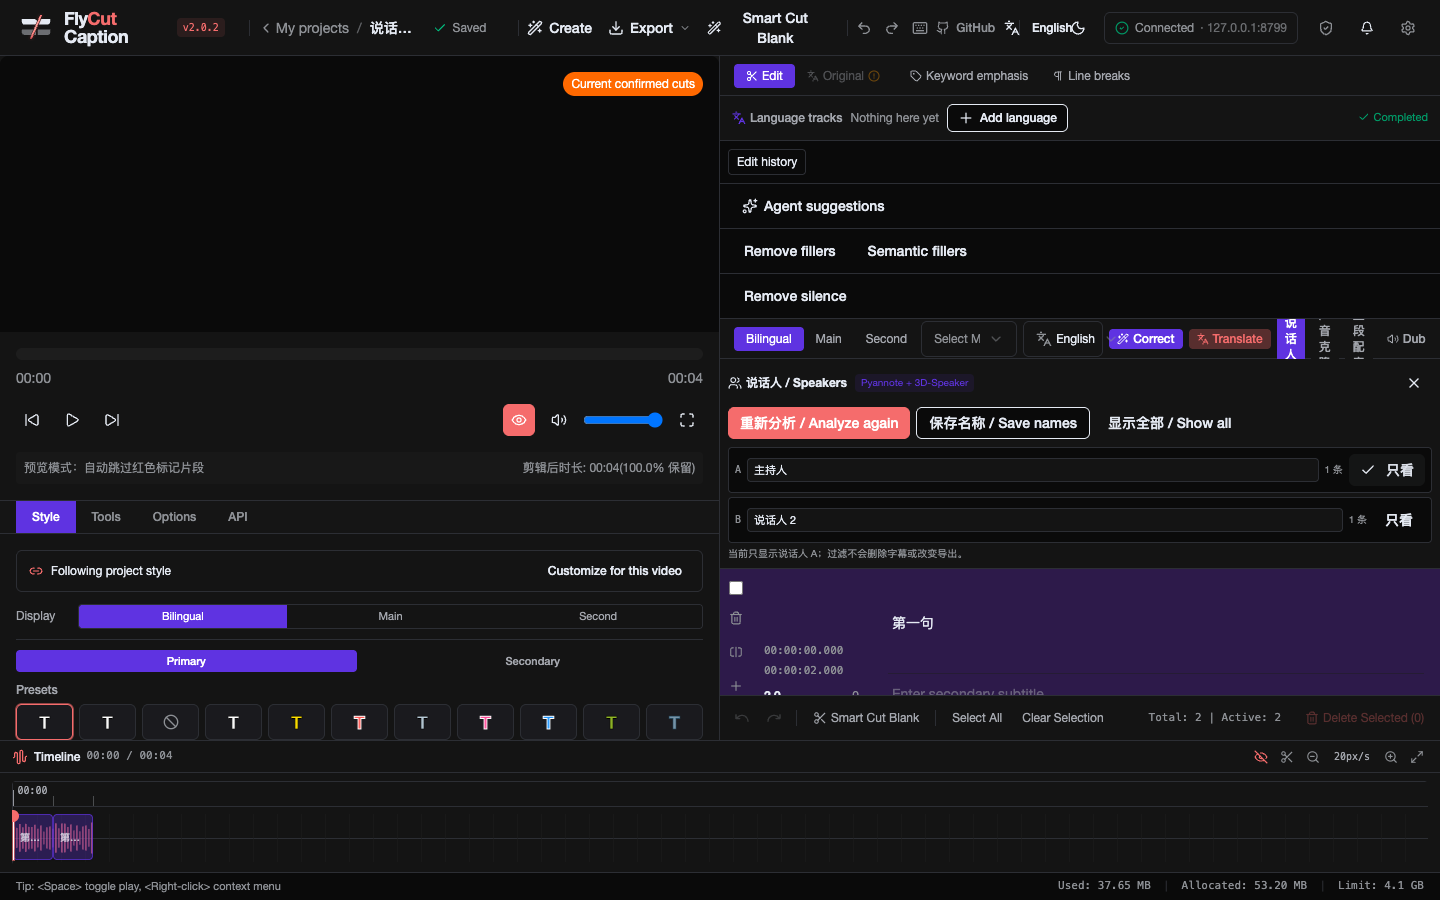 FlyCut Caption
v2.0.2
My projects / 说话...
Saved
Create
Export
Smart Cut Blank
GitHub
English
Connected · 127.0.0.1:8799
Current confirmed cuts
00:00
00:04
预览模式：自动跳过红色标记片段
剪辑后时长: 00:04(100.0% 保留)
Style
Tools
Options
API
Following project style
Customize for this video
Display
Bilingual
Main
Second
Primary
Secondary
Presets
T
T
T
T
T
T
T
T
T
T
Edit
Original
Keyword emphasis
Line breaks
Language tracks
Nothing here yet
Add language
Completed
Edit history
Agent suggestions
Remove fillers
Semantic fillers
Remove silence
Bilingual
Main
Second
Select M
English
Correct
Translate
说话人
音克
段配
Dub
说话人 / Speakers
Pyannote + 3D-Speaker
重新分析 / Analyze again
保存名称 / Save names
显示全部 / Show all
A
主持人
1 条
只看
B
说话人 2
1 条
只看
当前只显示说话人 A；过滤不会删除字幕或改变导出。
第一句
00:00:00.000
00:00:02.000
Enter secondary subtitle
Smart Cut Blank
Select All
Clear Selection
Total: 2 | Active: 2
Delete Selected (0)
Timeline
00:00 / 00:04
20px/s
00:00
第...
第...
Tip: <Space> toggle play, <Right-click> context menu
Used: 37.65 MB
Allocated: 53.20 MB
Limit: 4.1 GB